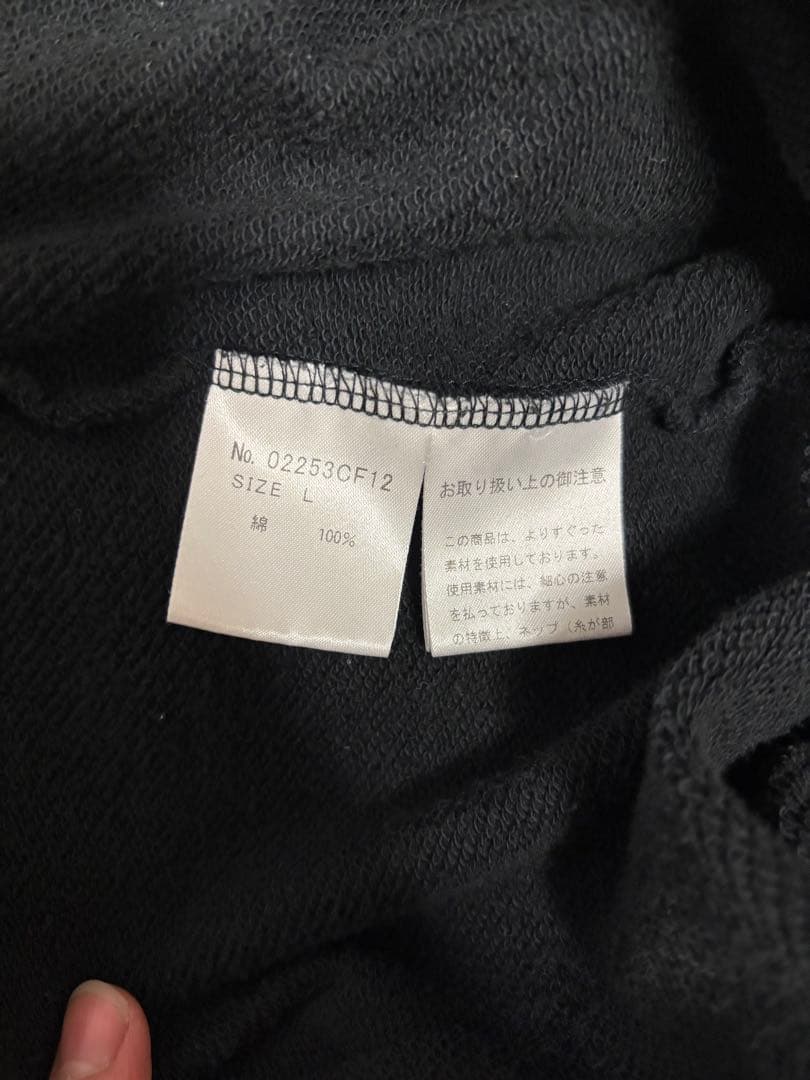 No. 02253CF12
SIZE L
綿 100%
お取り扱い上の御注意
この商品は、よりすぐった
素材を使用しております。
使用素材には、細心の注意
を払っておりますが、素材
の特徴上、ネップ（糸が部